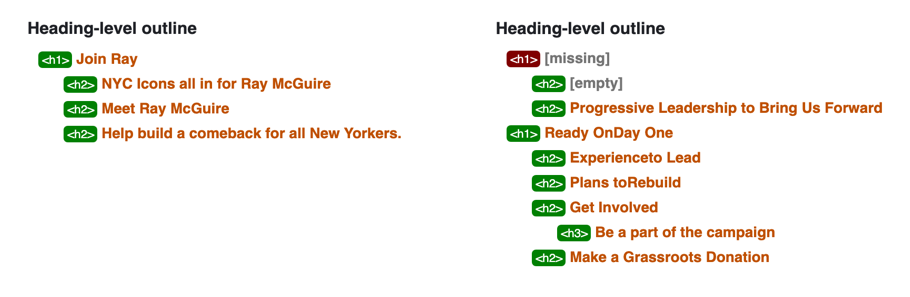 Heading-level outline
<h1> Join Ray
<h2> NYC Icons all in for Ray McGuire
<h2> Meet Ray McGuire
<h2> Help build a comeback for all New Yorkers.
Heading-level outline
<h1> [missing]
<h2> [empty]
<h2> Progressive Leadership to Bring Us Forward
<h1> Ready OnDay One
<h2> Experienceto Lead
<h2> Plans toRebuild
<h2> Get Involved
<h3> Be a part of the campaign
<h2> Make a Grassroots Donation